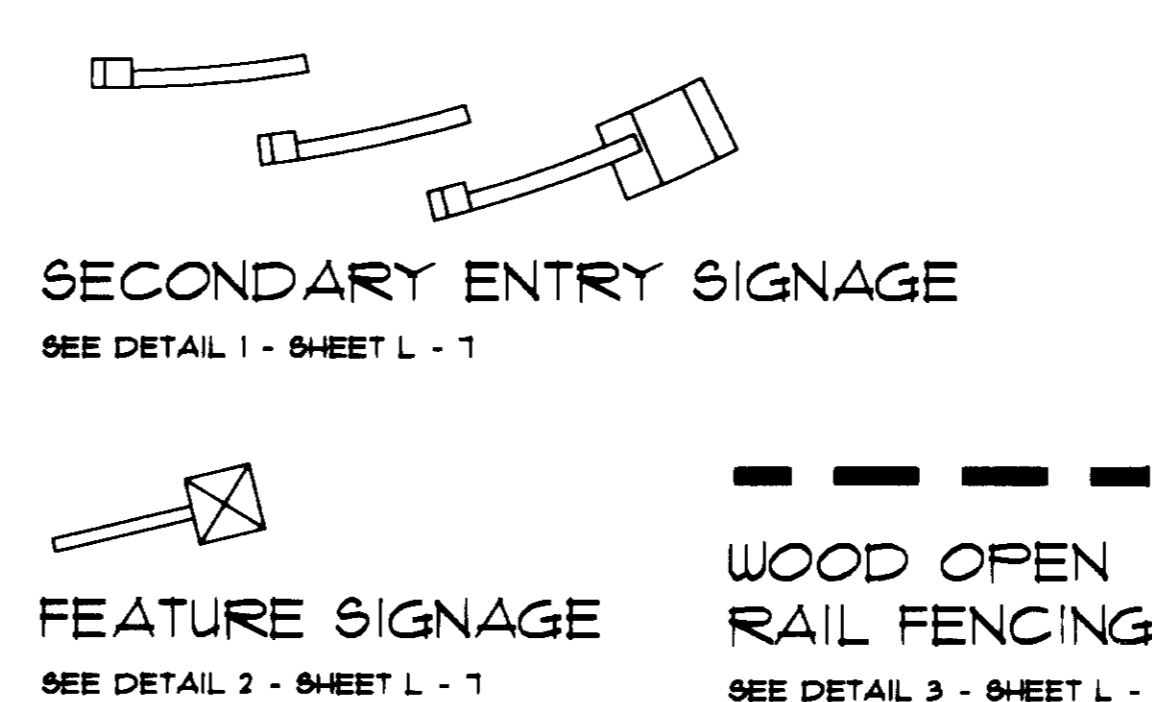 SECONDARY ENTRY SIGNAGE
SEE DETAIL 1 - SHEET L - 7
FEATURE SIGNAGE
SEE DETAIL 2 - SHEET L - 7
WOOD OPEN
RAIL FENCING
SEE DETAIL 3 - SHEET L -